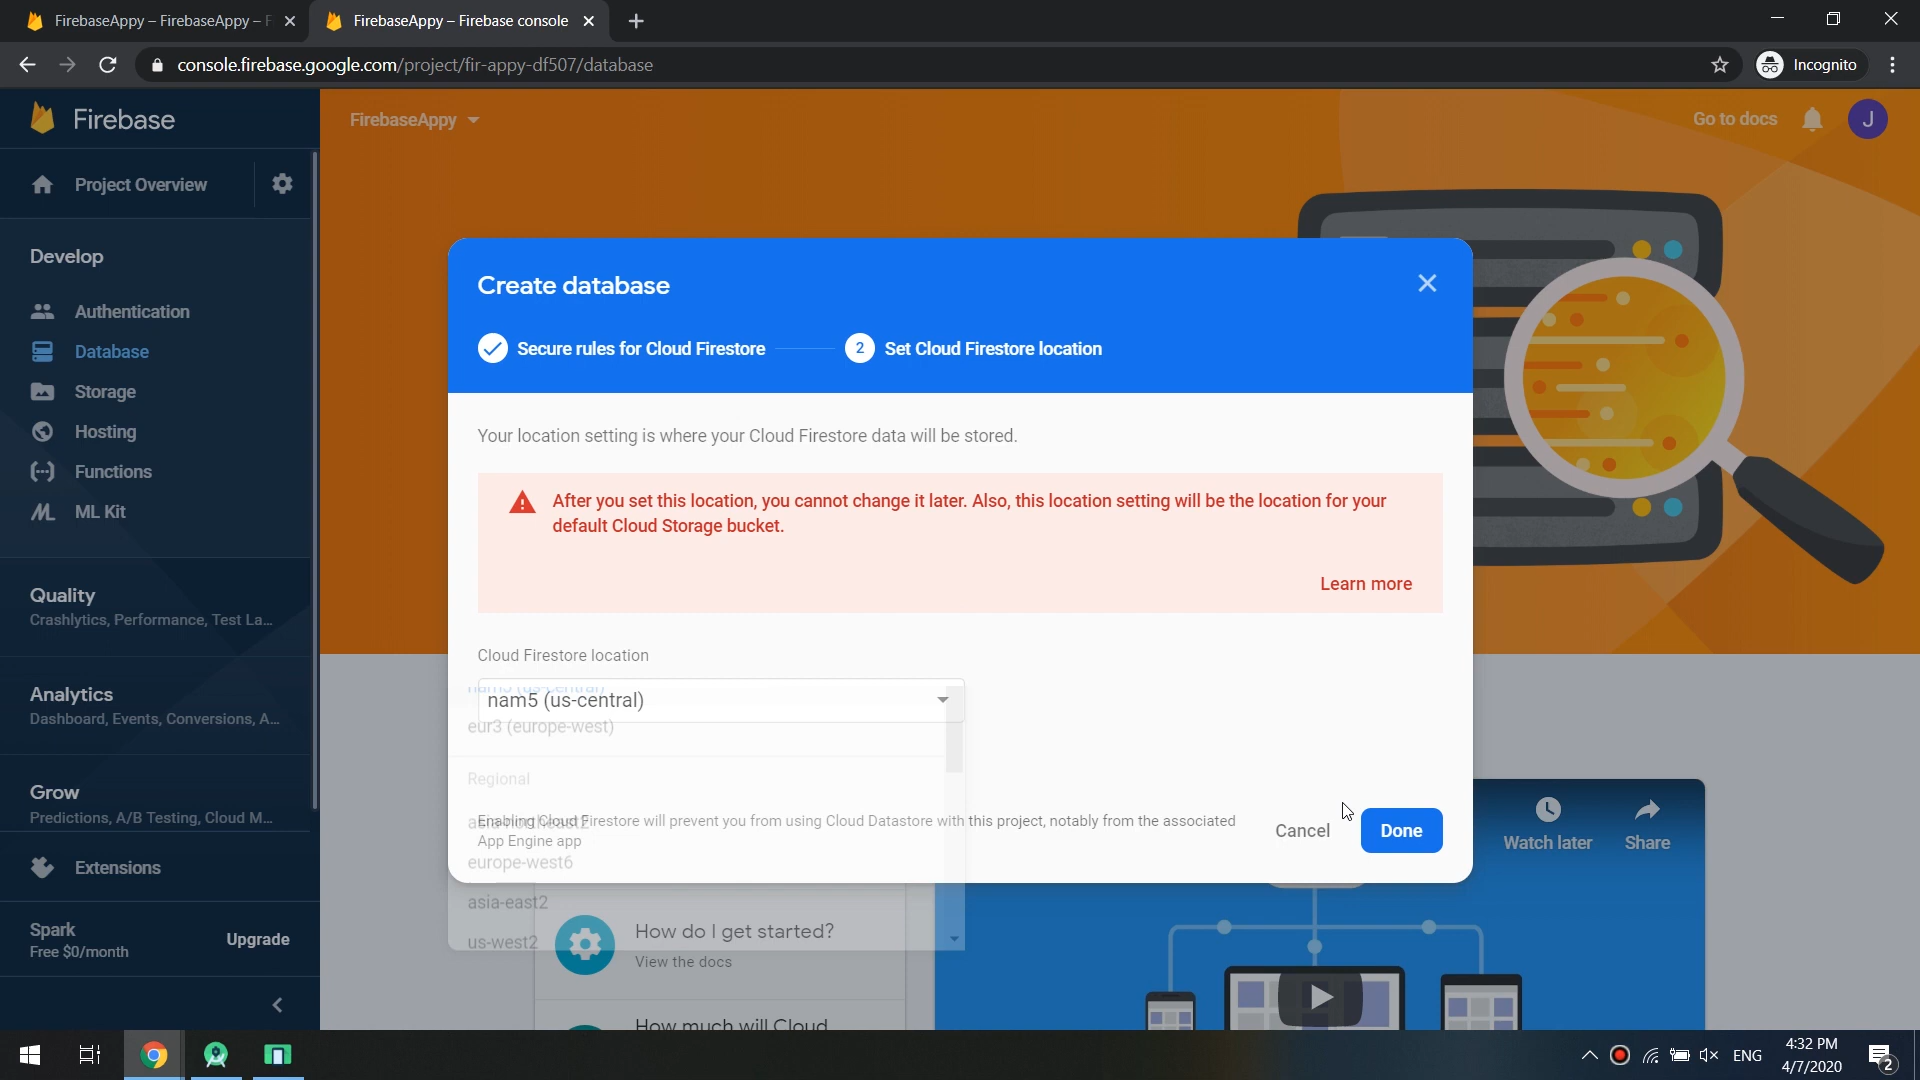 FirebaseAppy – FirebaseAppy – F
FirebaseAppy – Firebase console
console.firebase.google.com/project/fir-appy-df507/database
Incognito
Firebase
FirebaseAppy
Go to docs
J
Project Overview
Develop
Authentication
Database
Storage
Hosting
Functions
ML Kit
Quality
Crashlytics, Performance, Test La...
Analytics
Dashboard, Events, Conversions, A...
Grow
Predictions, A/B Testing, Cloud M...
Extensions
Spark
Free $0/month
Upgrade
Create database
Secure rules for Cloud Firestore
2
Set Cloud Firestore location
Your location setting is where your Cloud Firestore data will be stored.
After you set this location, you cannot change it later. Also, this location setting will be the location for your
default Cloud Storage bucket.
Learn more
Cloud Firestore location
nam5 (us-central)
nam5 (us-central)
eur3 (europe-west)
Regional
asia-northeast2
europe-west6
asia-east2
us-west2
Enabling Cloud Firestore will prevent you from using Cloud Datastore with this project, notably from the associated
App Engine app
Cancel
Done
How do I get started?
View the docs
How much will Cloud
Watch later
Share
ENG
4:32 PM
4/7/2020
2